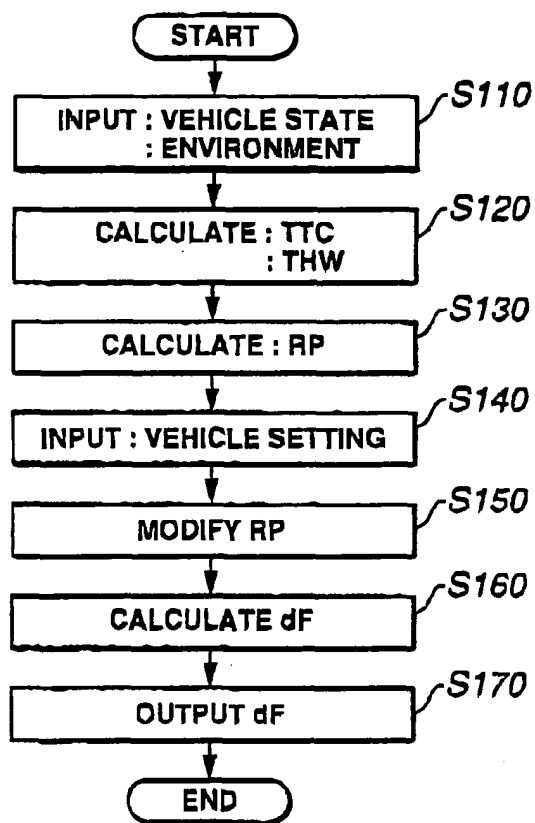 START
S110
INPUT : VEHICLE STATE
: ENVIRONMENT
S120
CALCULATE : TTC
: THW
S130
CALCULATE : RP
S140
INPUT : VEHICLE SETTING
S150
MODIFY RP
S160
CALCULATE dF
S170
OUTPUT dF
END